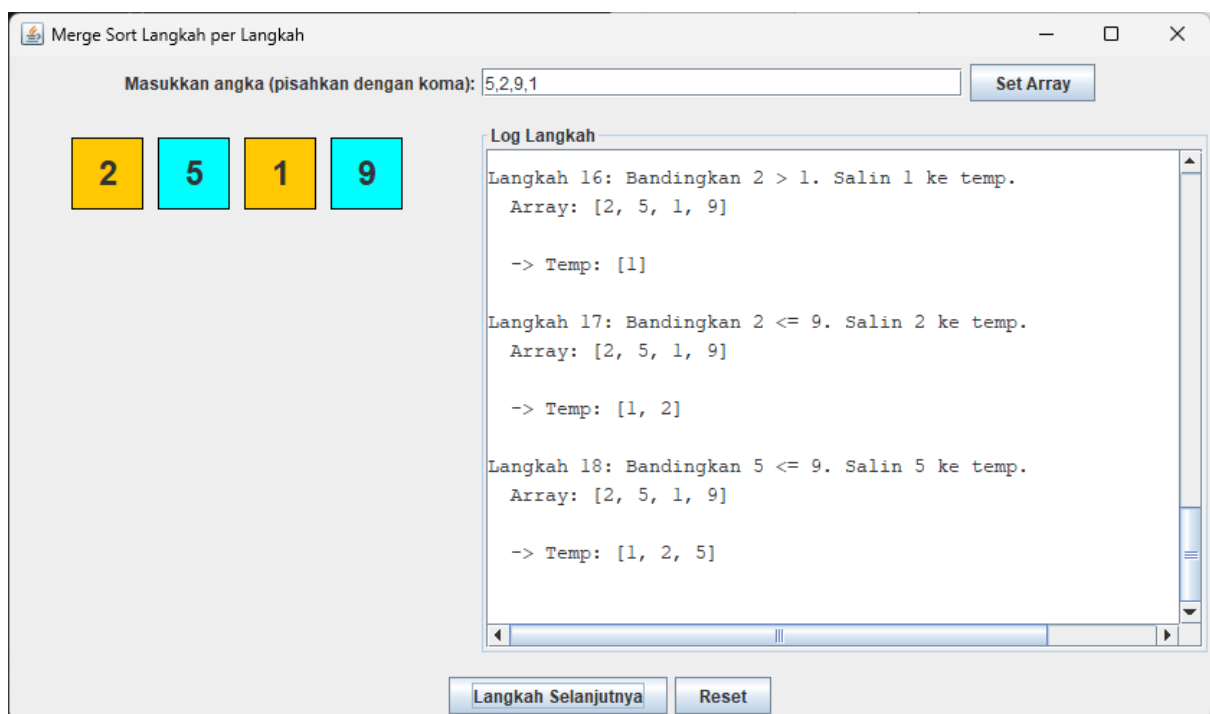 Merge Sort Langkah per Langkah
Masukkan angka (pisahkan dengan koma): 5,2,9,1 Set Array
2 5 1 9
Log Langkah
Langkah 16: Bandingkan 2 > 1. Salin 1 ke temp.
Array: [2, 5, 1, 9]
-> Temp: [1]
Langkah 17: Bandingkan 2 <= 9. Salin 2 ke temp.
Array: [2, 5, 1, 9]
-> Temp: [1, 2]
Langkah 18: Bandingkan 5 <= 9. Salin 5 ke temp.
Array: [2, 5, 1, 9]
-> Temp: [1, 2, 5]
Langkah Selanjutnya Reset